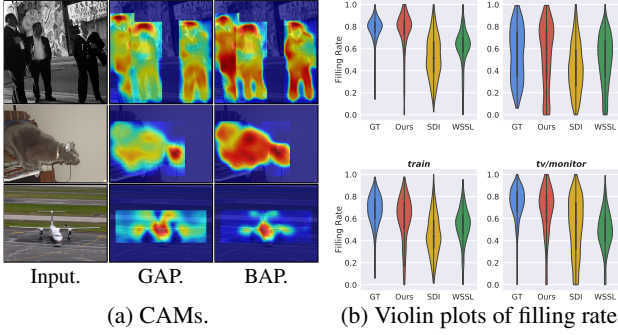 Input. GAP. BAP.
(a) CAMs.
Filling Rate
1.0
0.8
0.6
0.4
0.2
0.0
GT Ours SDI WSSL
1.0
0.8
0.6
0.4
0.2
0.0
GT Ours SDI WSSL
train
Filling Rate
1.0
0.8
0.6
0.4
0.2
0.0
GT Ours SDI WSSL
tv/monitor
1.0
0.8
0.6
0.4
0.2
0.0
GT Ours SDI WSSL
(b) Violin plots of filling rate